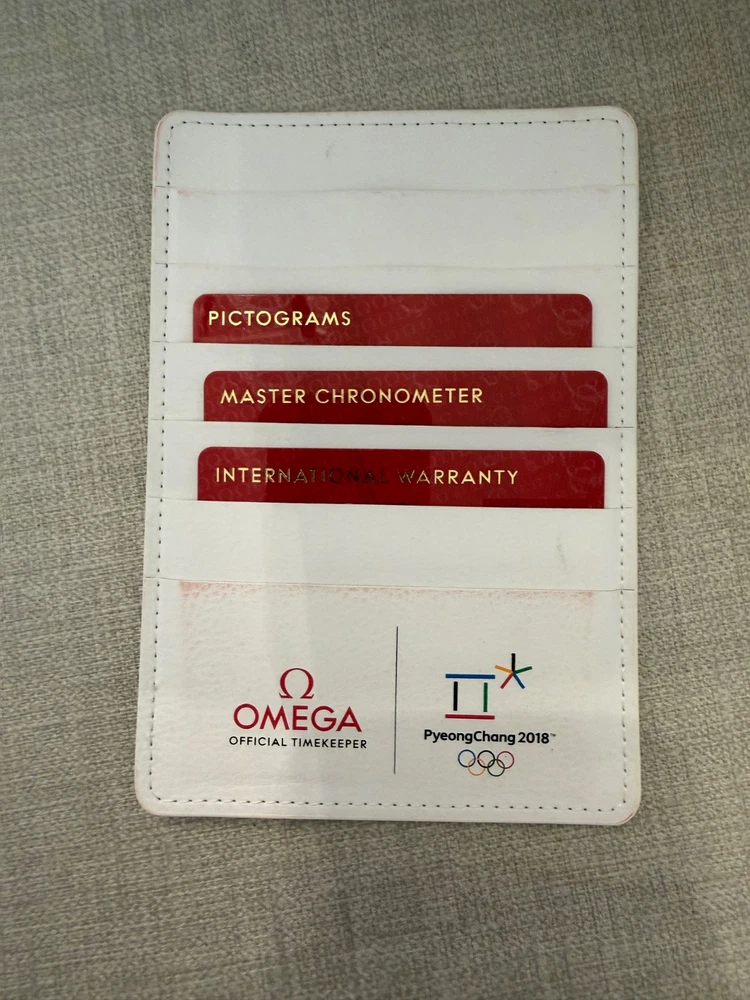 PICTOGRAMS
MASTER CHRONOMETER
INTERNATIONAL WARRANTY
Ω
OMEGA
OFFICIAL TIMEKEEPER
PyeongChang 2018™